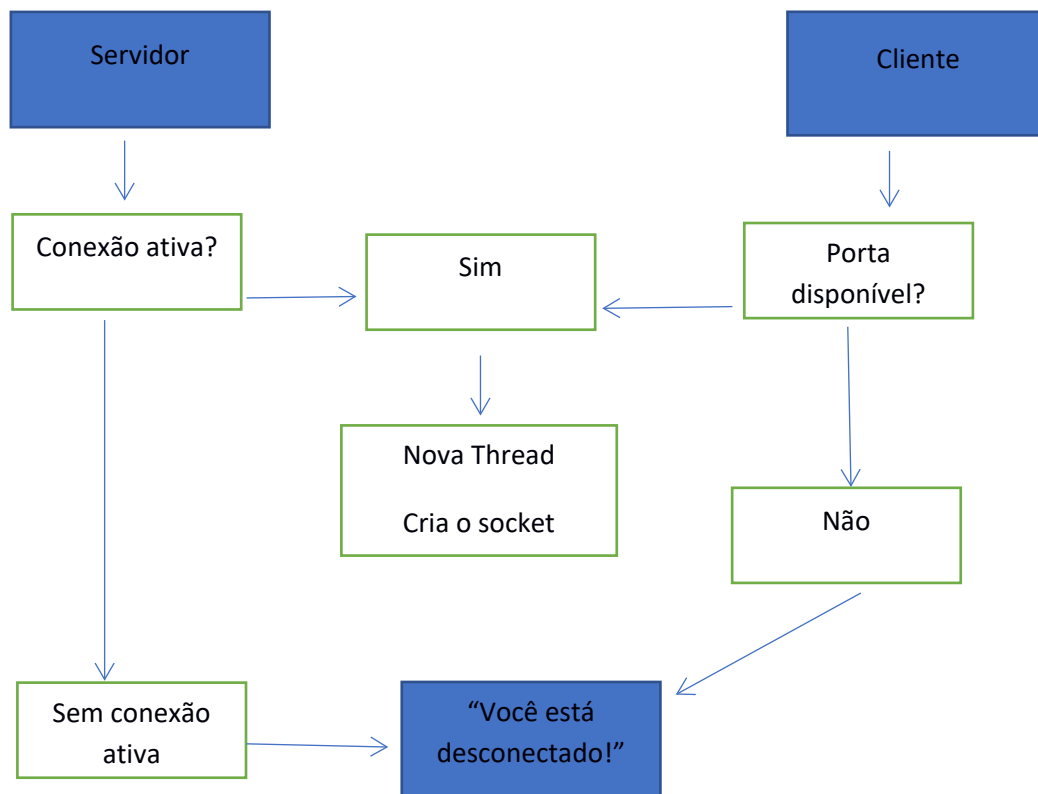 Servidor
Cliente
Conexão ativa?
Sim
Porta
disponível?
Nova Thread
Cria o socket
Não
Sem conexão
ativa
“Você está
desconectado!”